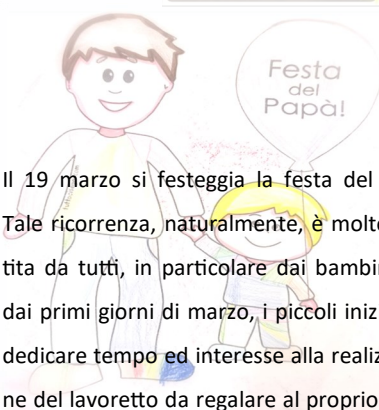 Festa
del
Papà!
Il 19 marzo si festeggia la festa del
Tale ricorrenza, naturalmente, è molto
tita da tutti, in particolare dai bambin
dai primi giorni di marzo, i piccoli iniz
dedicare tempo ed interesse alla realiz
ne del lavoretto da regalare al proprio